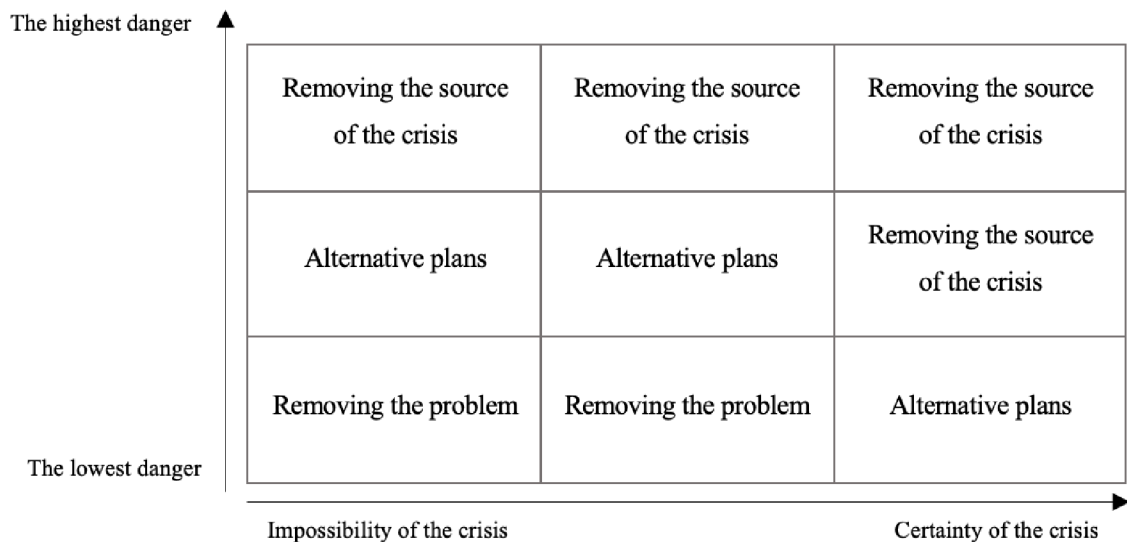 The highest danger
Removing the source
of the crisis
Removing the source
of the crisis
Removing the source
of the crisis
Alternative plans
Alternative plans
Removing the source
of the crisis
Removing the problem
Removing the problem
Alternative plans
The lowest danger
Impossibility of the crisis
Certainty of the crisis